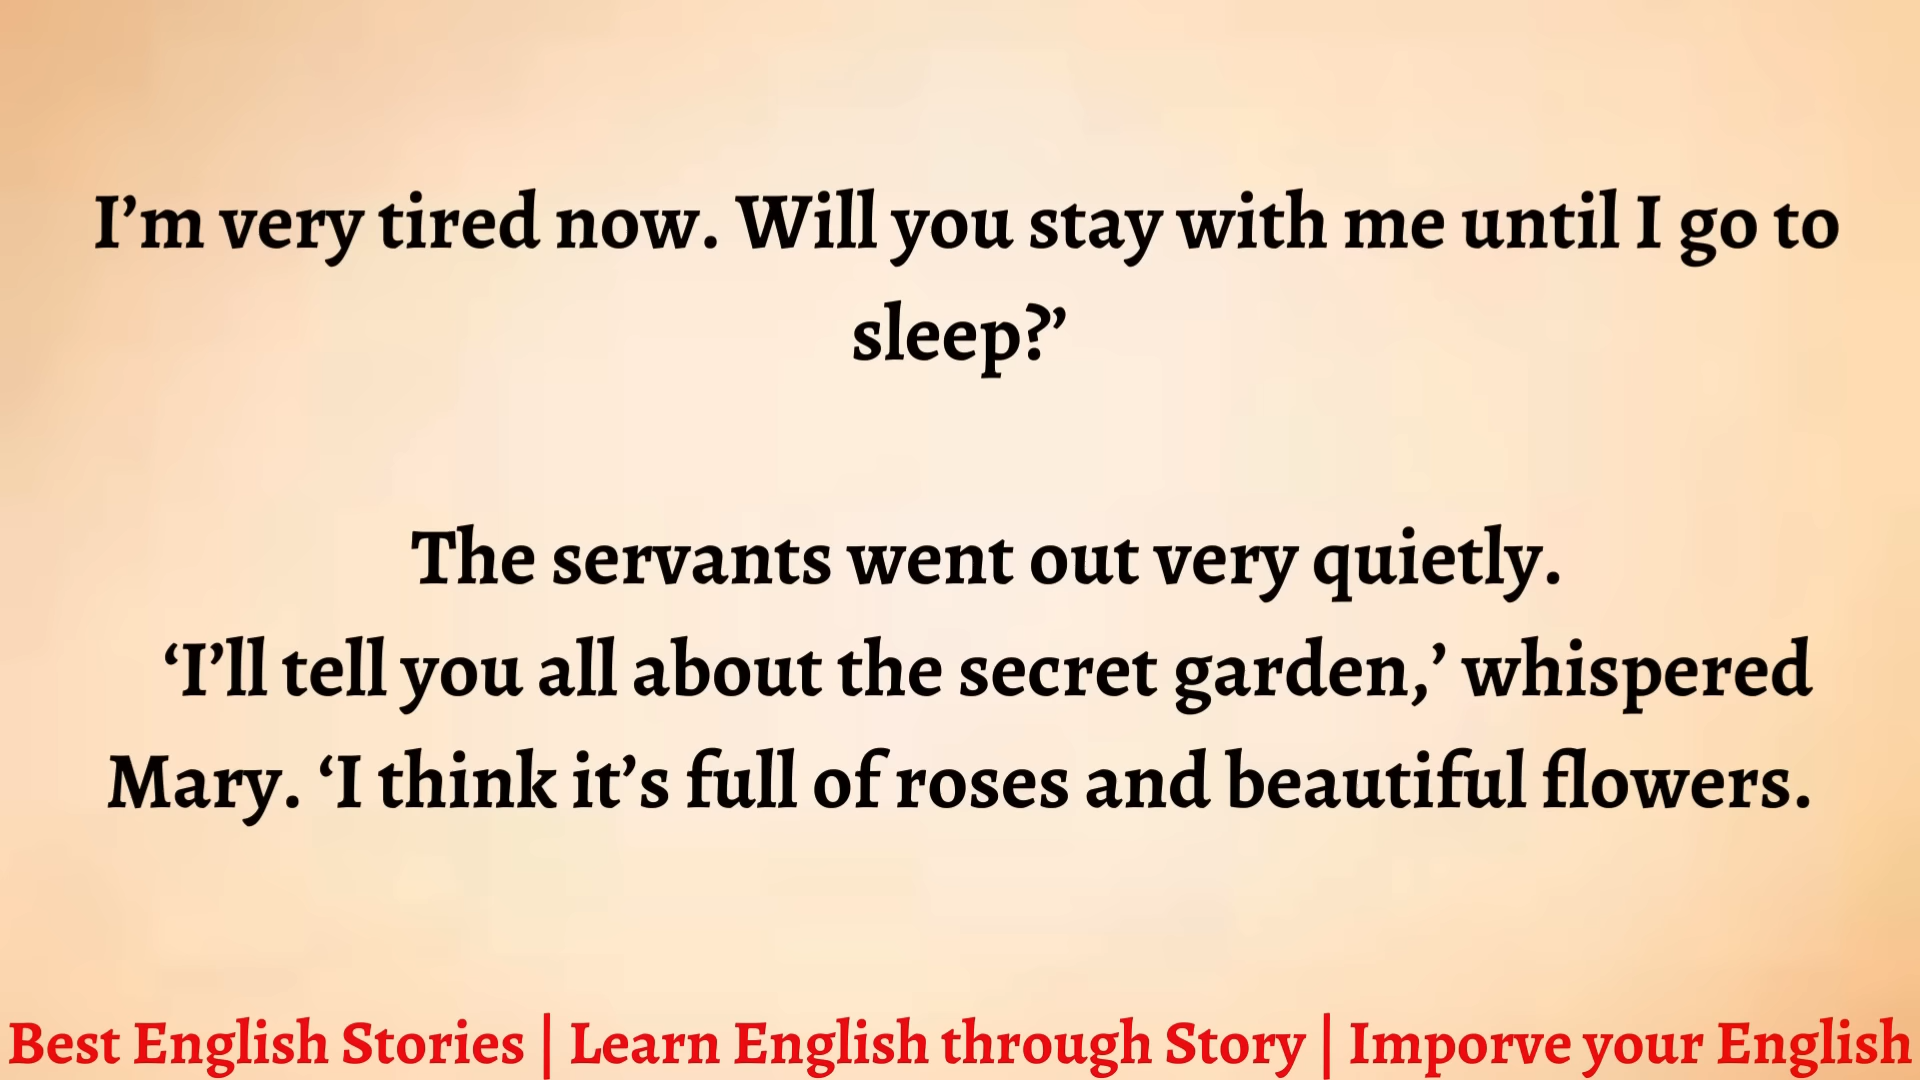 I’m very tired now. Will you stay with me until I go to
sleep?’
The servants went out very quietly.
‘I’ll tell you all about the secret garden,’ whispered
Mary. ‘I think it’s full of roses and beautiful flowers.
Best English Stories | Learn English through Story | Imporve your English